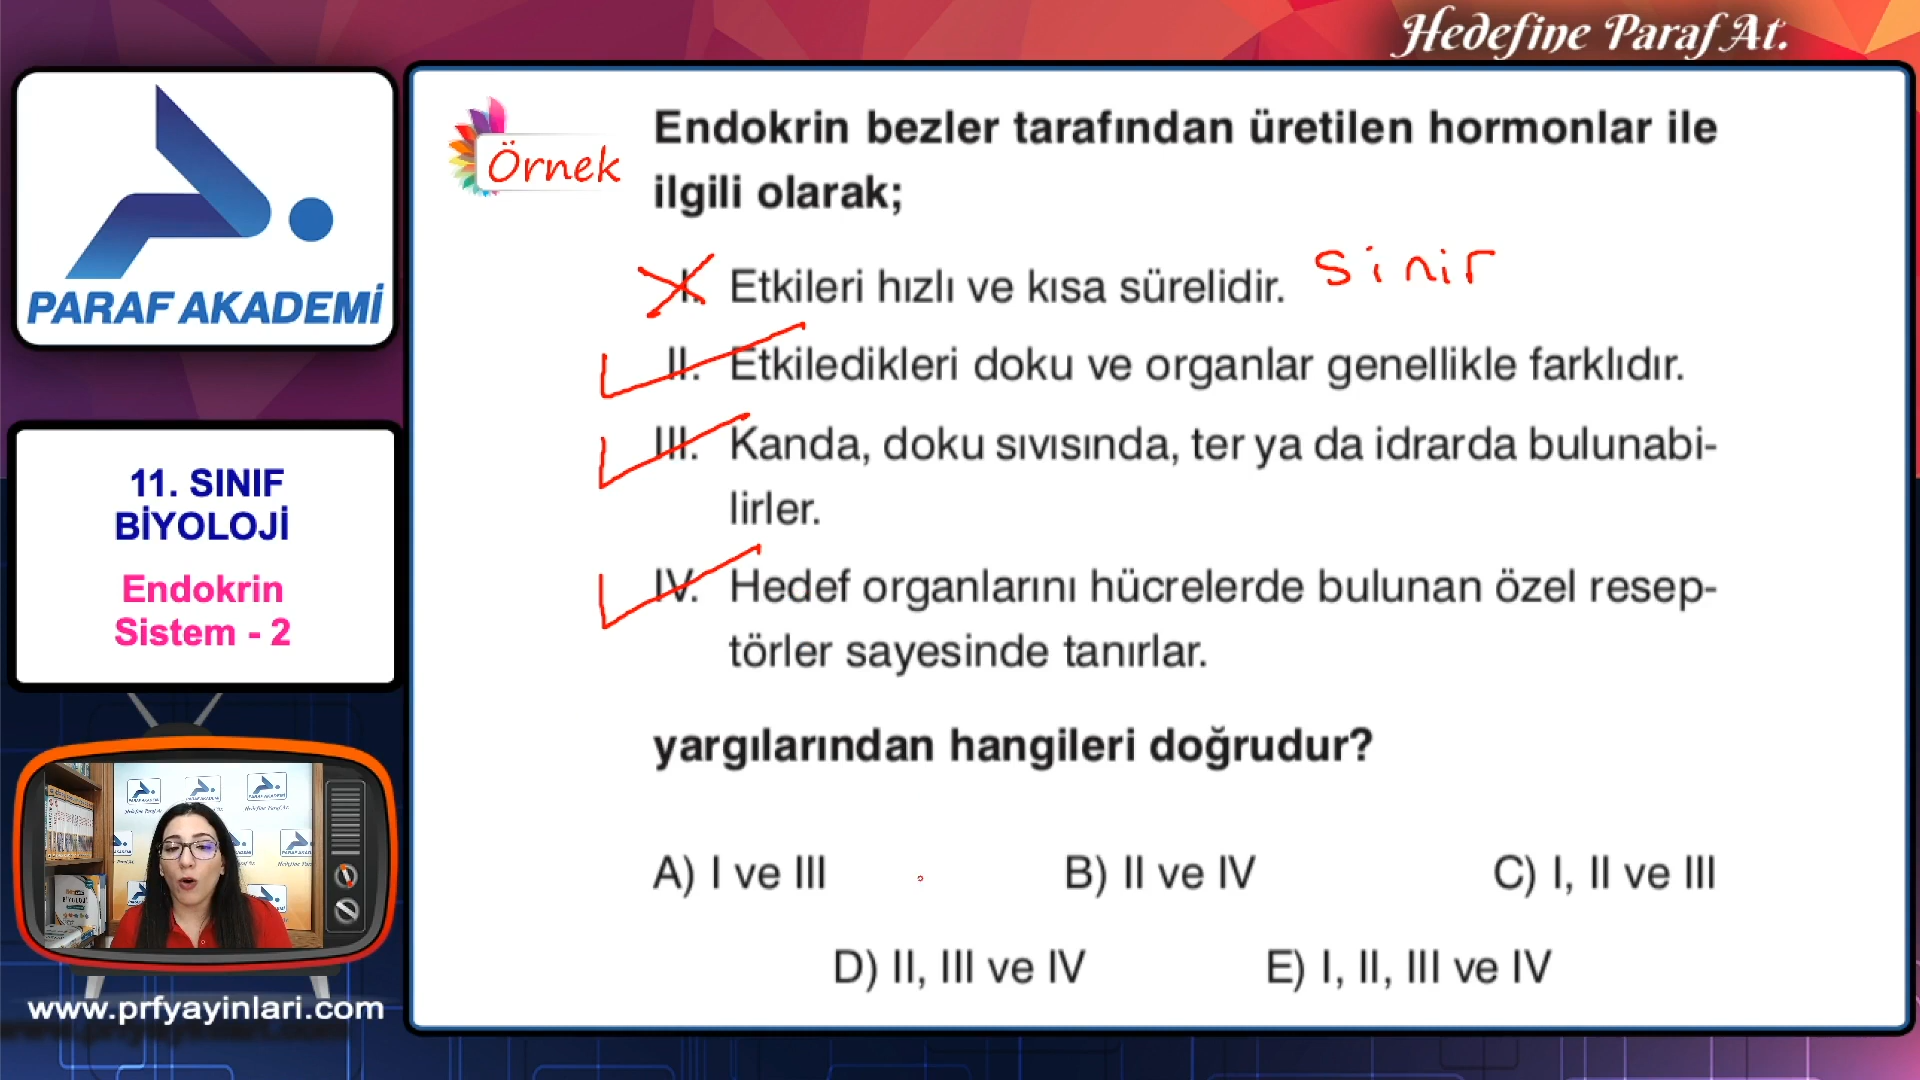 Hedefine Paraf At.
PARAF AKADEMİ
11. SINIF
BİYOLOJİ
Endokrin
Sistem - 2
www.prfyayinlari.com
Örnek
Endokrin bezler tarafından üretilen hormonlar ile
ilgili olarak;
I. Etkileri hızlı ve kısa sürelidir. sinir
II. Etkiledikleri doku ve organlar genellikle farklıdır.
III. Kanda, doku sıvısında, ter ya da idrarda bulunabi-
lirler.
IV. Hedef organlarını hücrelerde bulunan özel resep-
törler sayesinde tanırlar.
yargılarından hangileri doğrudur?
A) I ve III B) II ve IV C) I, II ve III
D) II, III ve IV E) I, II, III ve IV